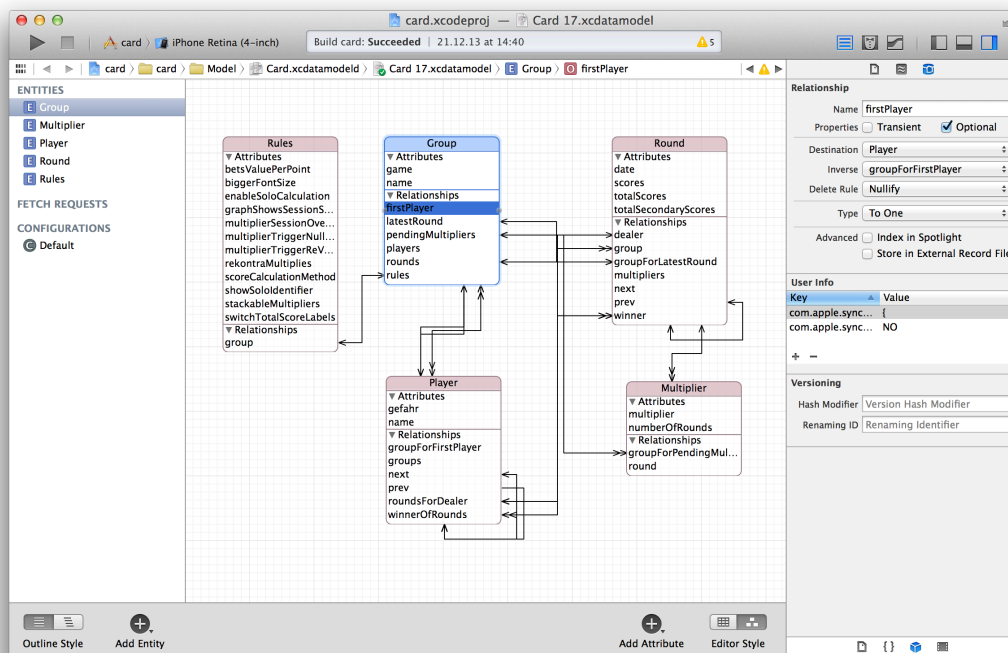 card.xcodeproj — Card 17.xcdatamodel
card iPhone Retina (4-inch)
Build card: Succeeded | 21.12.13 at 14:40
5
card card Model Card.xcdatamodeld Card 17.xcdatamodel E Group O firstPlayer
ENTITIES
E Group
E Multiplier
E Player
E Round
E Rules
FETCH REQUESTS
CONFIGURATIONS
C Default
Rules
Attributes
betsValuePerPoint
biggerFontSize
enableSoloCalculation
graphShowsSessionS...
multiplierSessionOve...
multiplierTriggerNull...
multiplierTriggerReV...
rekontraMultiplies
scoreCalculationMethod
showSoloIdentifier
stackableMultipliers
switchTotalScoreLabels
Relationships
group
Group
Attributes
game
name
Relationships
firstPlayer
latestRound
pendingMultipliers
players
rounds
rules
Round
Attributes
date
scores
totalScores
totalSecondaryScores
Relationships
dealer
group
groupForLatestRound
multipliers
next
prev
winner
Player
Attributes
gefahr
name
Relationships
groupForFirstPlayer
groups
next
prev
roundsForDealer
winnerOfRounds
Multiplier
Attributes
multiplier
numberOfRounds
Relationships
groupForPendingMul...
round
Relationship
Name firstPlayer
Properties Transient Optional
Destination Player
Inverse groupForFirstPlayer
Delete Rule Nullify
Type To One
Advanced Index in Spotlight
Store in External Record File
User Info
Key Value
com.apple.sync... {
com.apple.sync... NO
+ −
Versioning
Hash Modifier Version Hash Modifier
Renaming ID Renaming Identifier
Outline Style Add Entity Add Attribute Editor Style
{ }